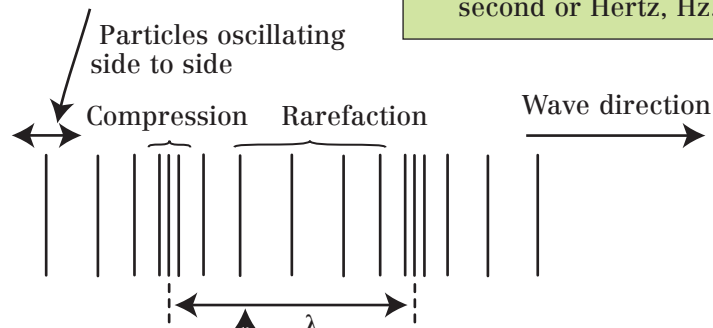 second or Hertz, Hz.
Particles oscillating
side to side
Compression
Rarefaction
Wave direction
λ